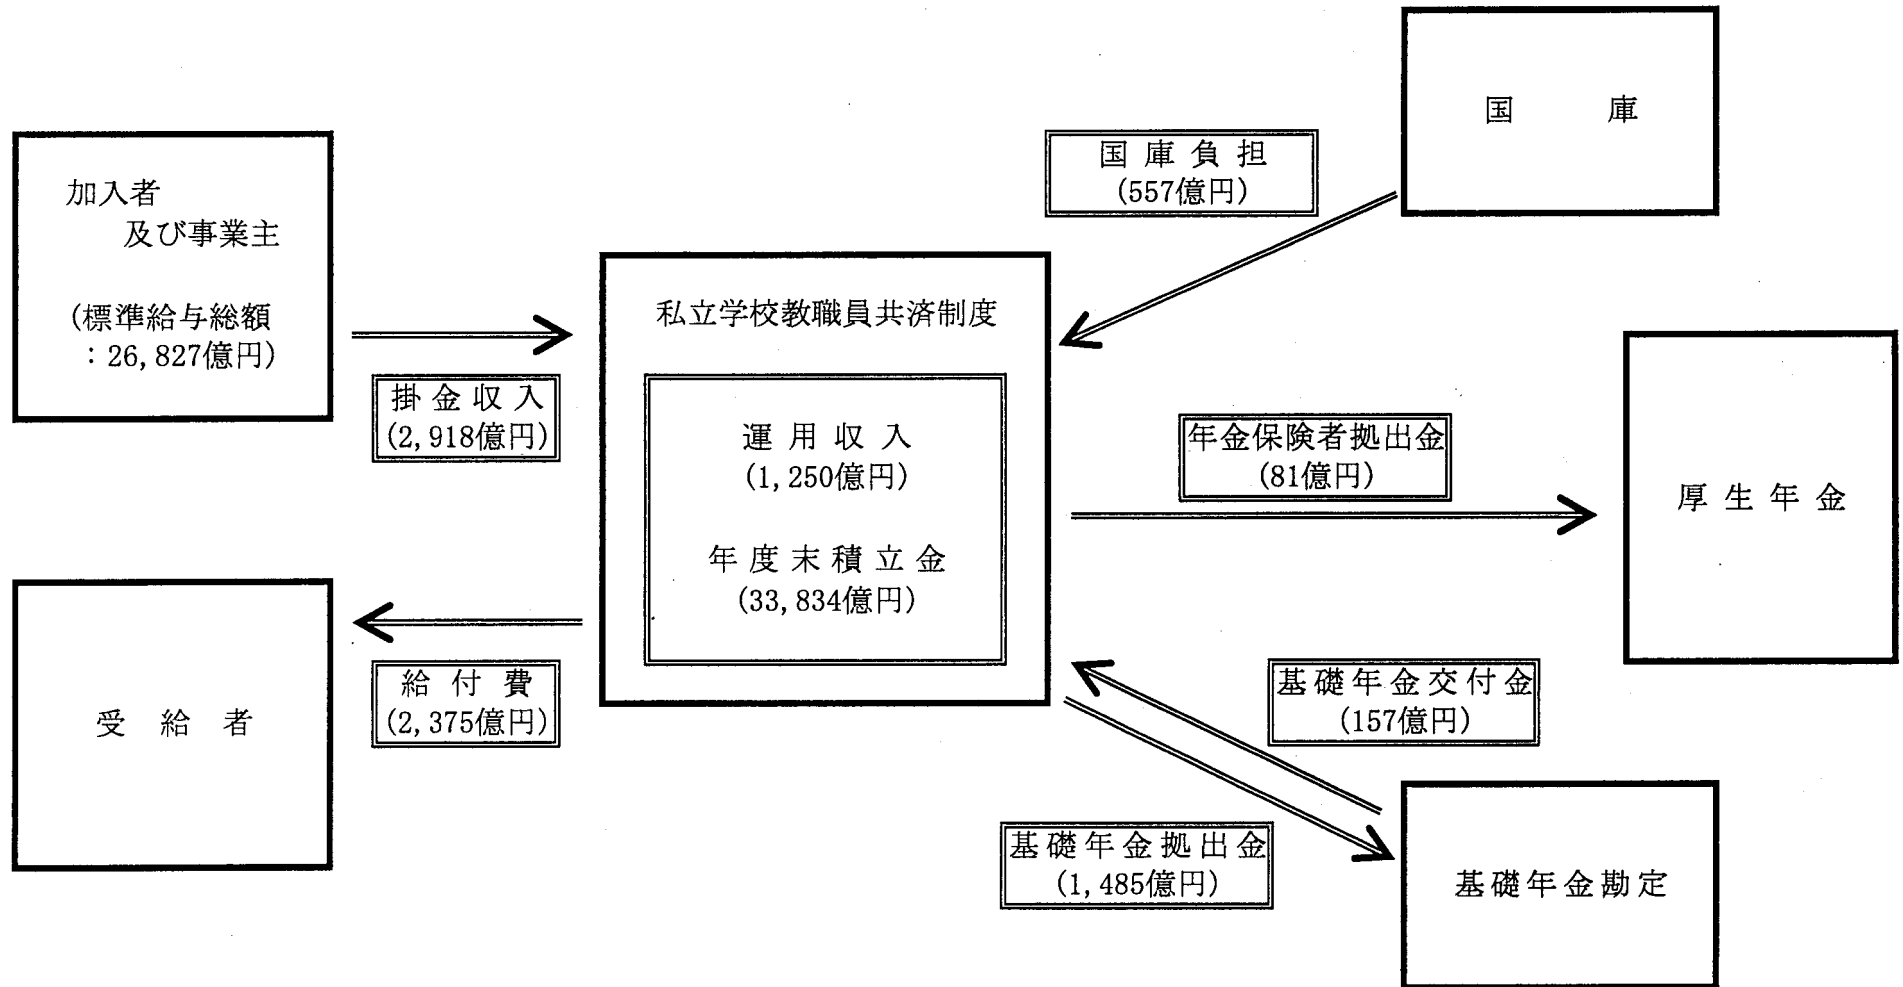 国 庫
国 庫 負 担
(557億円)
加入者
及び事業主
(標準給与総額
: 26,827億円)
私立学校教職員共済制度
掛 金 収 入
(2,918億円)
運 用 収 入
(1,250億円)
年金保険者拠出金
(81億円)
厚 生 年 金
年 度 末 積 立 金
(33,834億円)
給 付 費
(2,375億円)
受 給 者
基礎年金交付金
(157億円)
基礎年金拠出金
(1,485億円)
基礎年金勘定